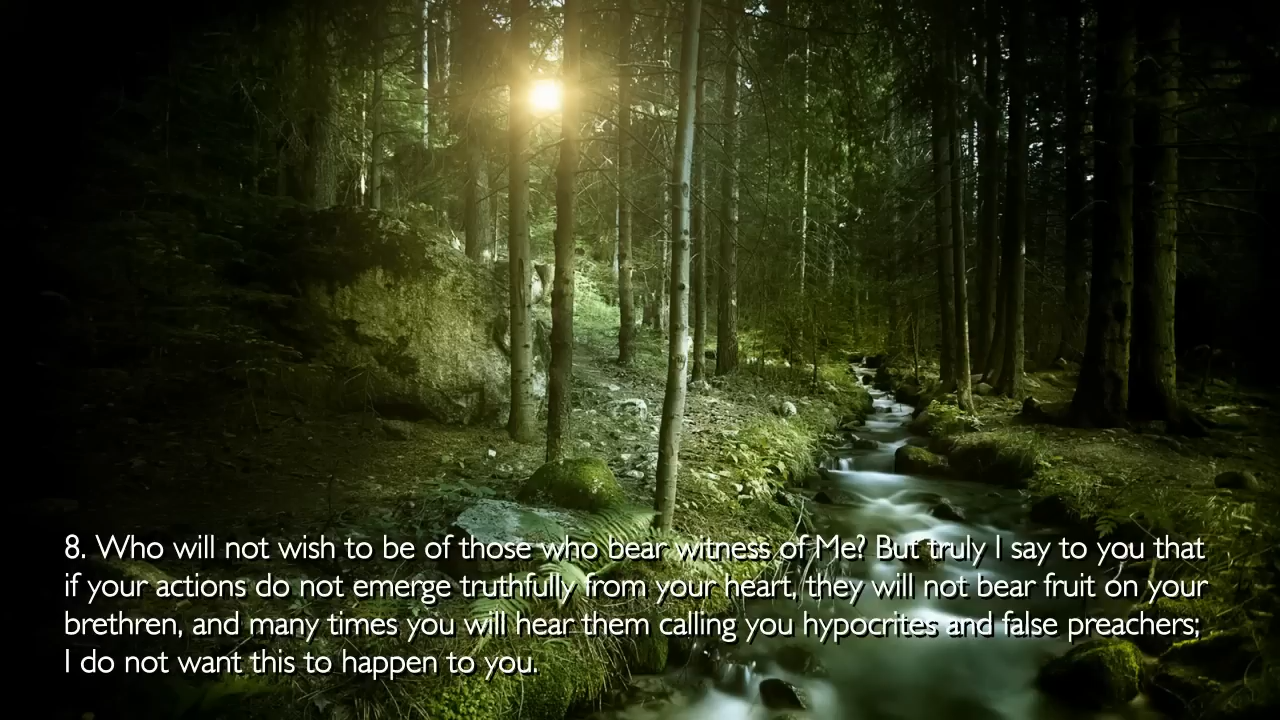 8. Who will not wish to be of those who bear witness of Me? But truly I say to you that
if your actions do not emerge truthfully from your heart, they will not bear fruit on your
brethren, and many times you will hear them calling you hypocrites and false preachers;
I do not want this to happen to you.